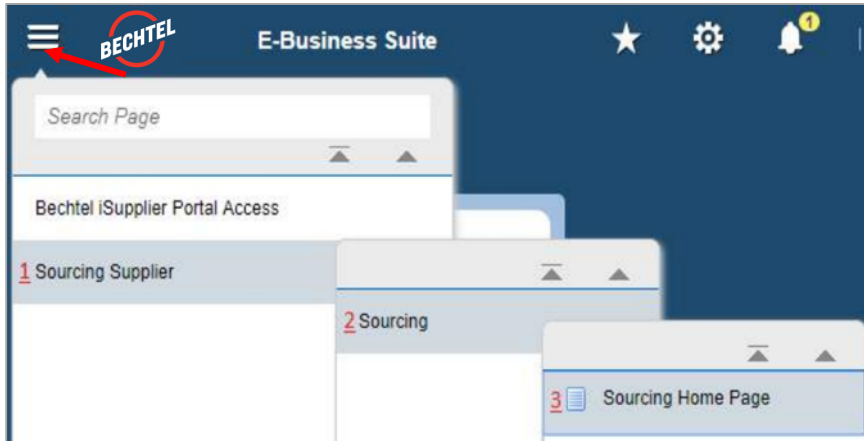 BECHTEL
E-Business Suite
1
Search Page
Bechtel iSupplier Portal Access
1 Sourcing Supplier
2 Sourcing
3 Sourcing Home Page